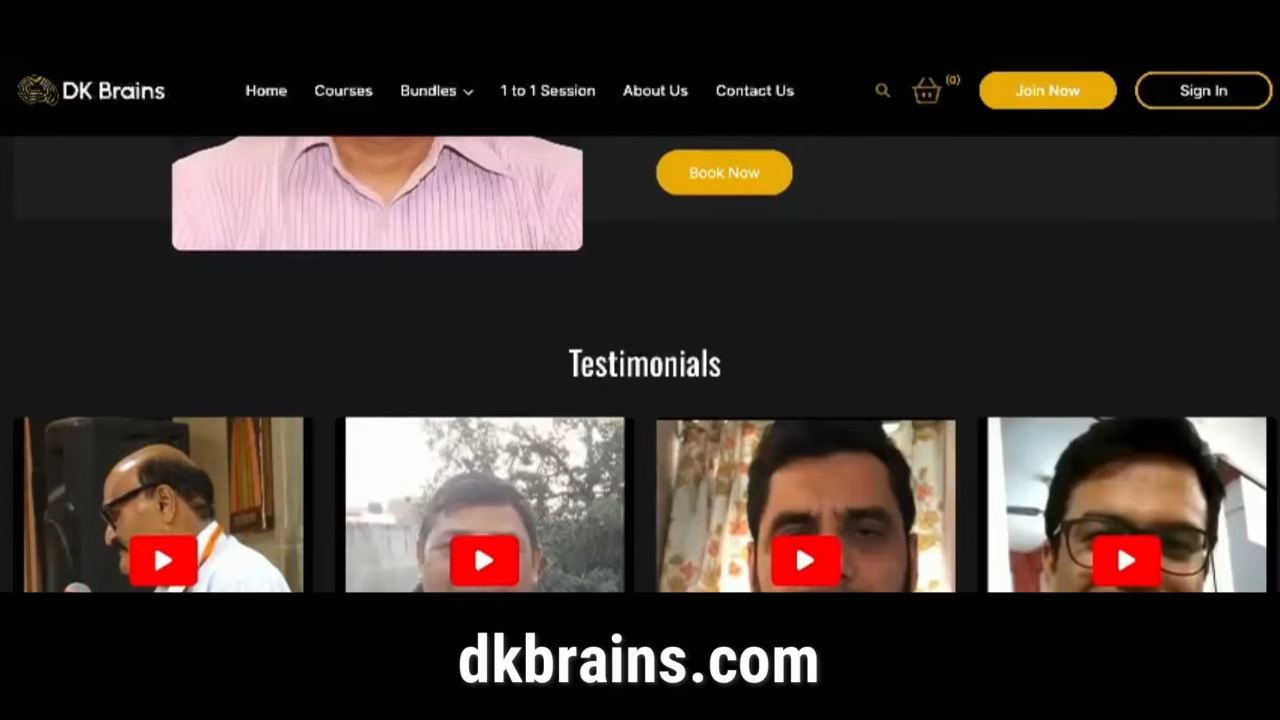 DK Brains
Home Courses Bundles 1 to 1 Session About Us Contact Us (0) Join Now Sign In
Book Now
Testimonials
dkbrains.com